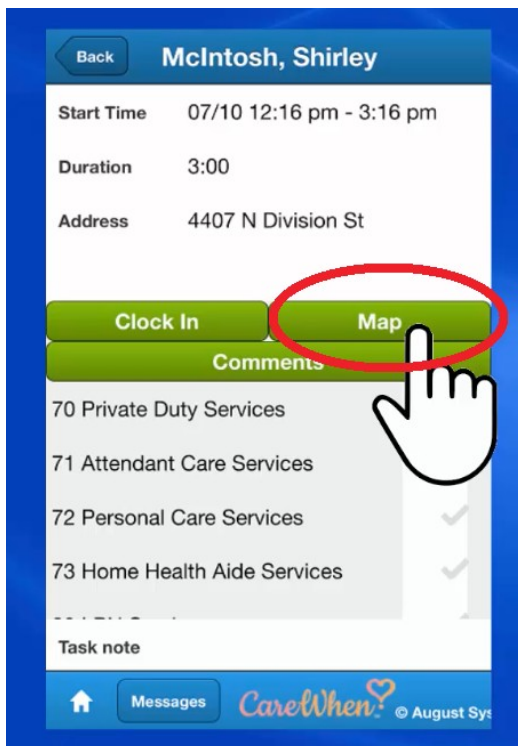 Back McIntosh, Shirley
Start Time 07/10 12:16 pm - 3:16 pm
Duration 3:00
Address 4407 N Division St
Clock In Map
Comments
70 Private Duty Services
71 Attendant Care Services
72 Personal Care Services
73 Home Health Aide Services
Task note
Messages CareWhen? © August Sys